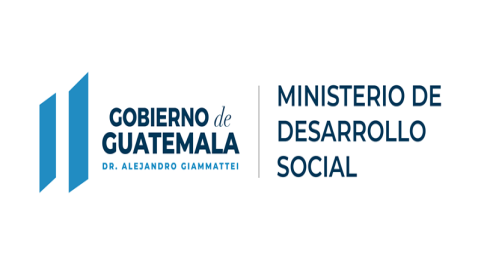 GOBIERNO de
GUATEMALA
DR. ALEJANDRO GIAMMATTEI
MINISTERIO DE
DESARROLLO
SOCIAL